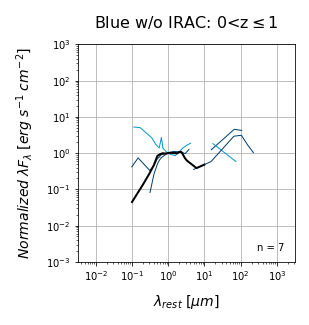 Blue w/o IRAC: 0<z≤1
Normalized λF_λ [erg s⁻¹ cm⁻²]
10³
10²
10¹
10⁰
10⁻¹
10⁻²
10⁻³
n = 7
10⁻² 10⁻¹ 10⁰ 10¹ 10² 10³
λ_rest [μm]